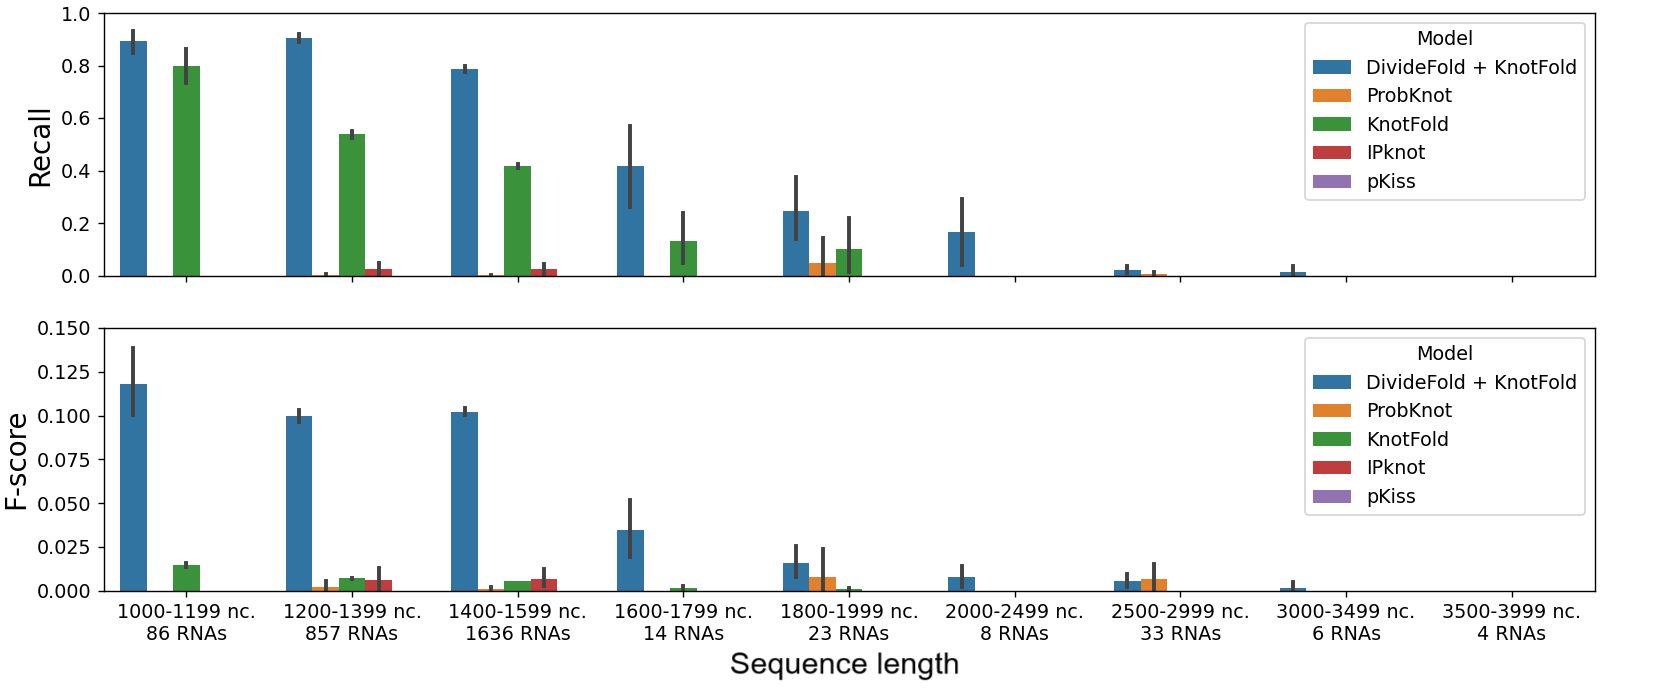 Recall
1.0
0.8
0.6
0.4
0.2
0.0
Model
DivideFold + KnotFold
ProbKnot
KnotFold
IPknot
pKiss
F-score
0.150
0.125
0.100
0.075
0.050
0.025
0.000
Model
DivideFold + KnotFold
ProbKnot
KnotFold
IPknot
pKiss
1000-1199 nc. 1200-1399 nc. 1400-1599 nc. 1600-1799 nc. 1800-1999 nc. 2000-2499 nc. 2500-2999 nc. 3000-3499 nc. 3500-3999 nc.
86 RNAs 857 RNAs 1636 RNAs 14 RNAs 23 RNAs 8 RNAs 33 RNAs 6 RNAs 4 RNAs
Sequence length